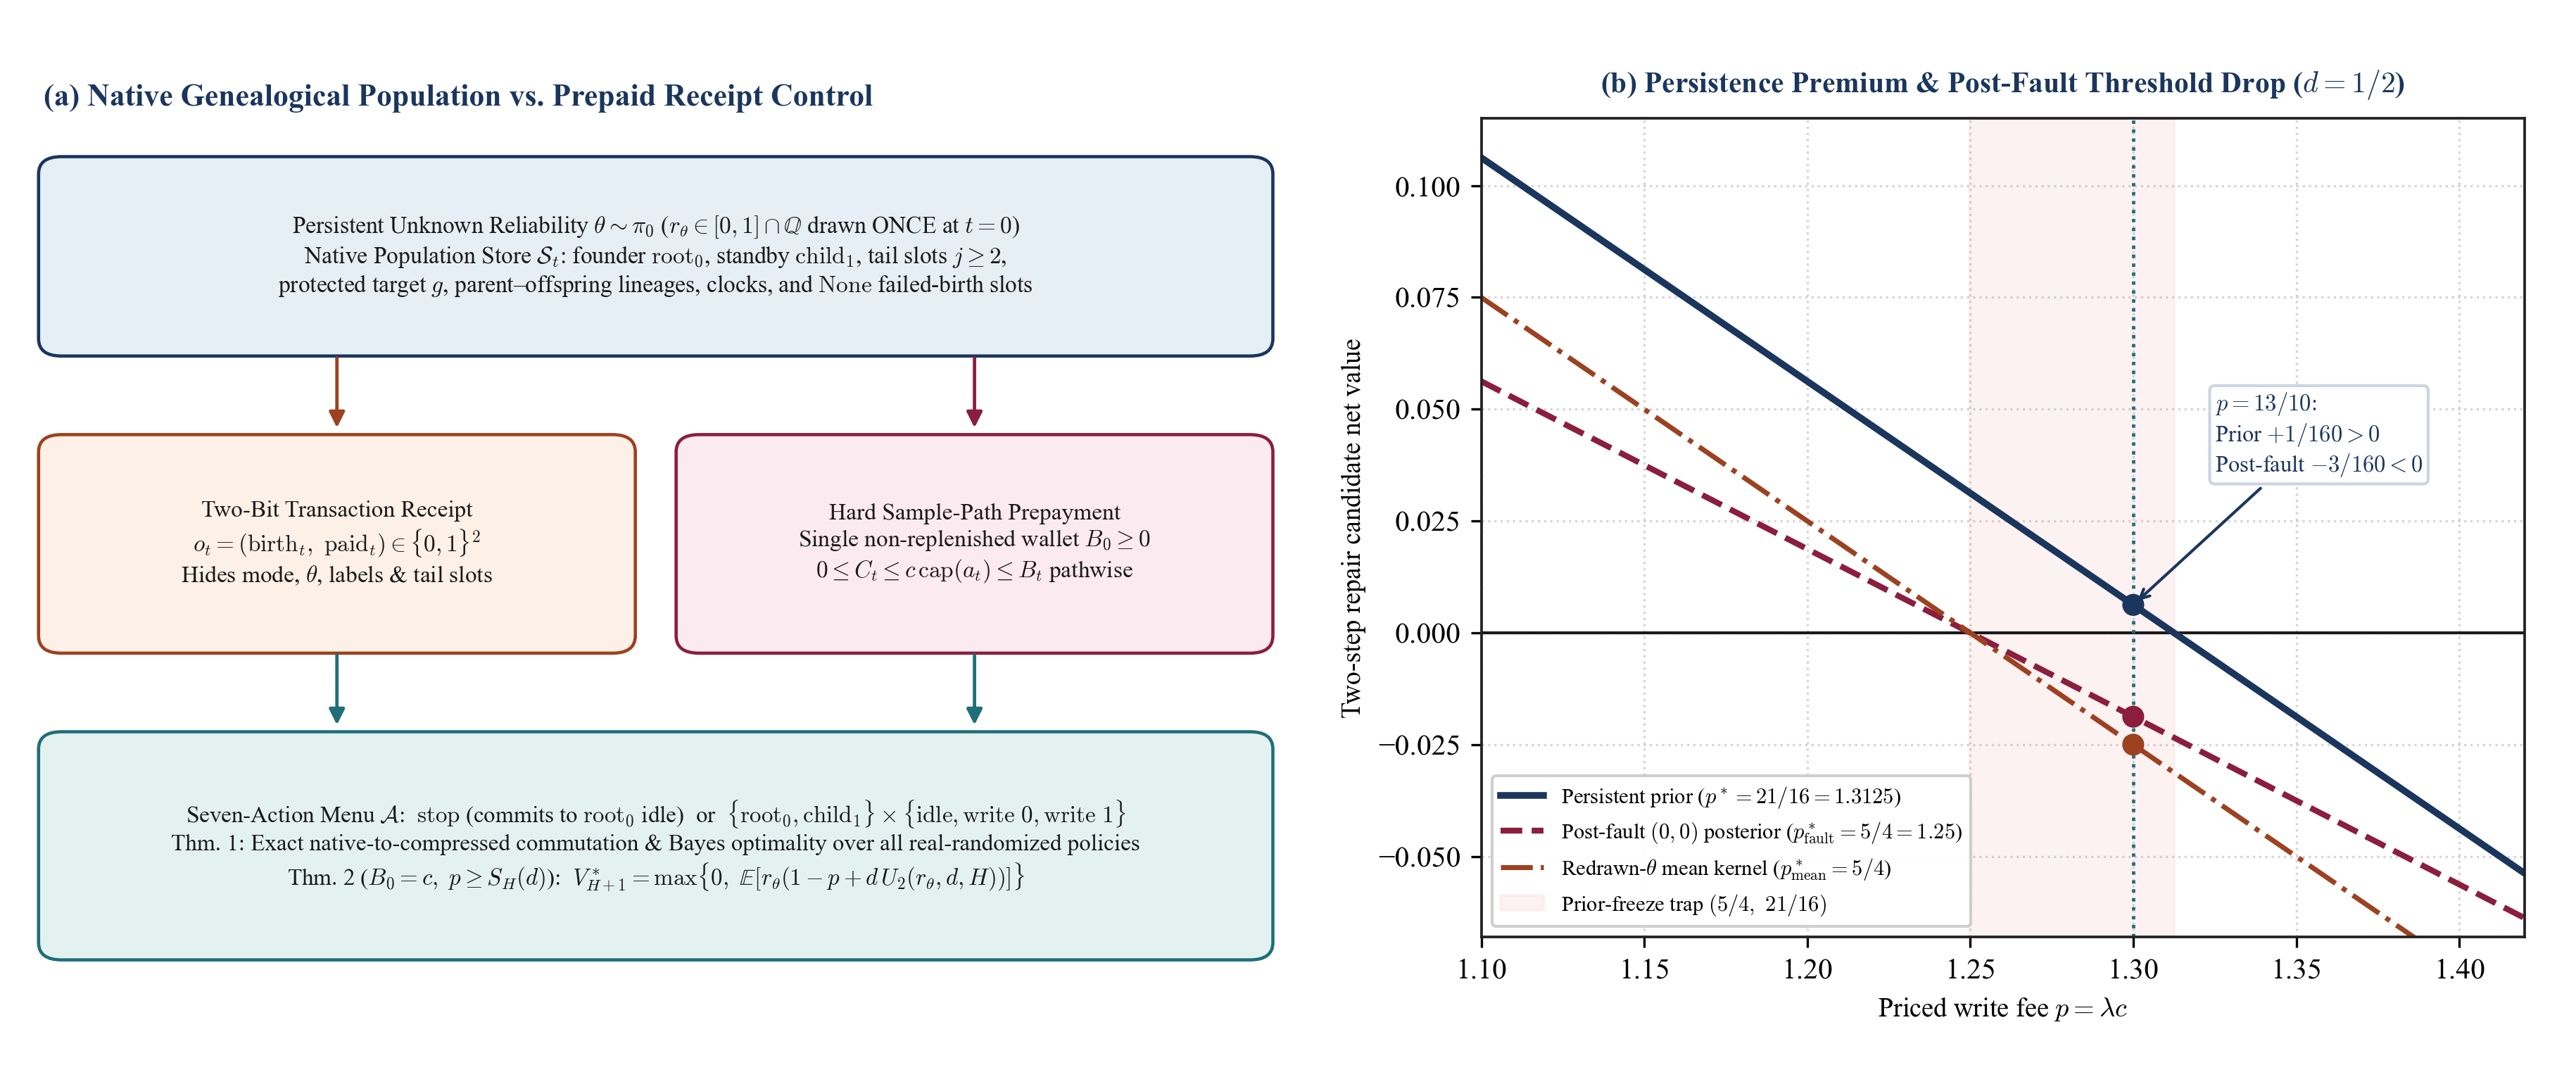 (a) Native Genealogical Population vs. Prepaid Receipt Control
Persistent Unknown Reliability θ ∼ π₀ (r_θ ∈ [0, 1] ∩ ℚ drawn ONCE at t = 0)
Native Population Store 𝒮_t: founder root₀, standby child₁, tail slots j ≥ 2,
protected target g, parent–offspring lineages, clocks, and None failed-birth slots
Two-Bit Transaction Receipt
o_t = (birth_t, paid_t) ∈ {0, 1}²
Hides mode, θ, labels & tail slots
Hard Sample-Path Prepayment
Single non-replenished wallet B₀ ≥ 0
0 ≤ C_t ≤ c cap(a_t) ≤ B_t pathwise
Seven-Action Menu 𝒜: stop (commits to root₀ idle) or {root₀, child₁} × {idle, write 0, write 1}
Thm. 1: Exact native-to-compressed commutation & Bayes optimality over all real-randomized policies
Thm. 2 (B₀ = c, p ≥ S_H(d)): V*_{H+1} = max{0, 𝔼[r_θ(1 − p + d U₂(r_θ, d, H))]}
(b) Persistence Premium & Post-Fault Threshold Drop (d = 1/2)
Two-step repair candidate net value
0.100
0.075
0.050
0.025
0.000
−0.025
−0.050
p = 13/10:
Prior +1/160 > 0
Post-fault −3/160 < 0
Persistent prior (p* = 21/16 = 1.3125)
Post-fault (0, 0) posterior (p*_fault = 5/4 = 1.25)
Redrawn-θ mean kernel (p*_mean = 5/4)
Prior-freeze trap (5/4, 21/16)
1.10 1.15 1.20 1.25 1.30 1.35 1.40
Priced write fee p = λc